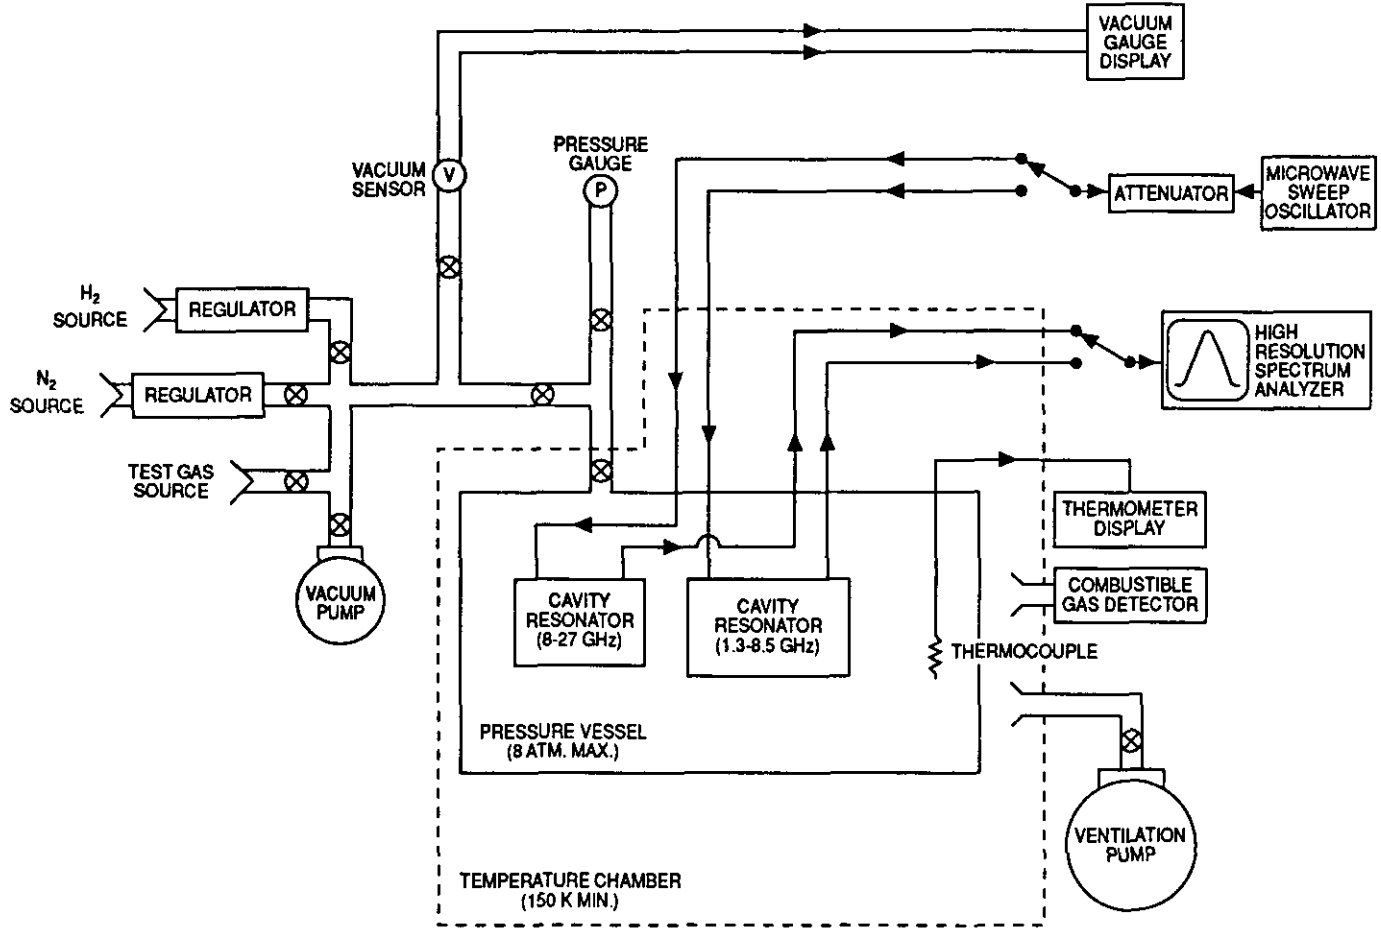 VACUUM
GAUGE
DISPLAY
PRESSURE
GAUGE
VACUUM
SENSOR
V
P
ATTENUATOR
MICROWAVE
SWEEP
OSCILLATOR
H2
SOURCE
REGULATOR
N2
SOURCE
REGULATOR
HIGH
RESOLUTION
SPECTRUM
ANALYZER
TEST GAS
SOURCE
THERMOMETER
DISPLAY
VACUUM
PUMP
CAVITY
RESONATOR
(8-27 GHz)
CAVITY
RESONATOR
(1.3-8.5 GHz)
COMBUSTIBLE
GAS DETECTOR
THERMOCOUPLE
PRESSURE VESSEL
(8 ATM. MAX.)
VENTILATION
PUMP
TEMPERATURE CHAMBER
(150 K MIN.)